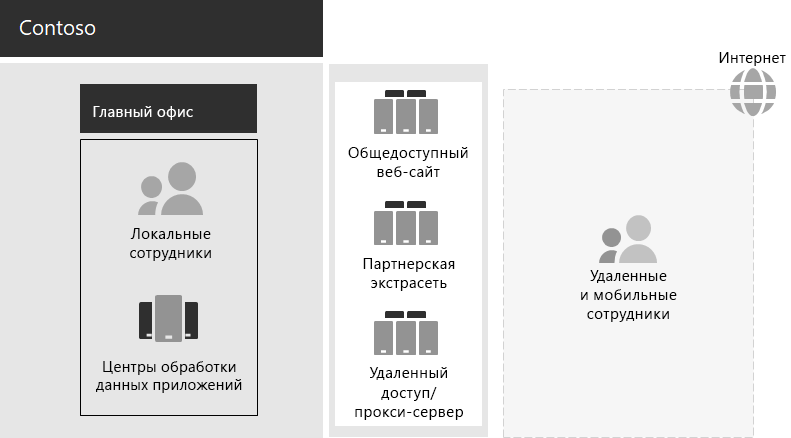 Contoso
Главный офис
Локальные
сотрудники
Центры обработки
данных приложений
Общедоступный
веб-сайт
Партнерская
экстрасеть
Удаленный
доступ/
прокси-сервер
Интернет
Удаленные
и мобильные
сотрудники